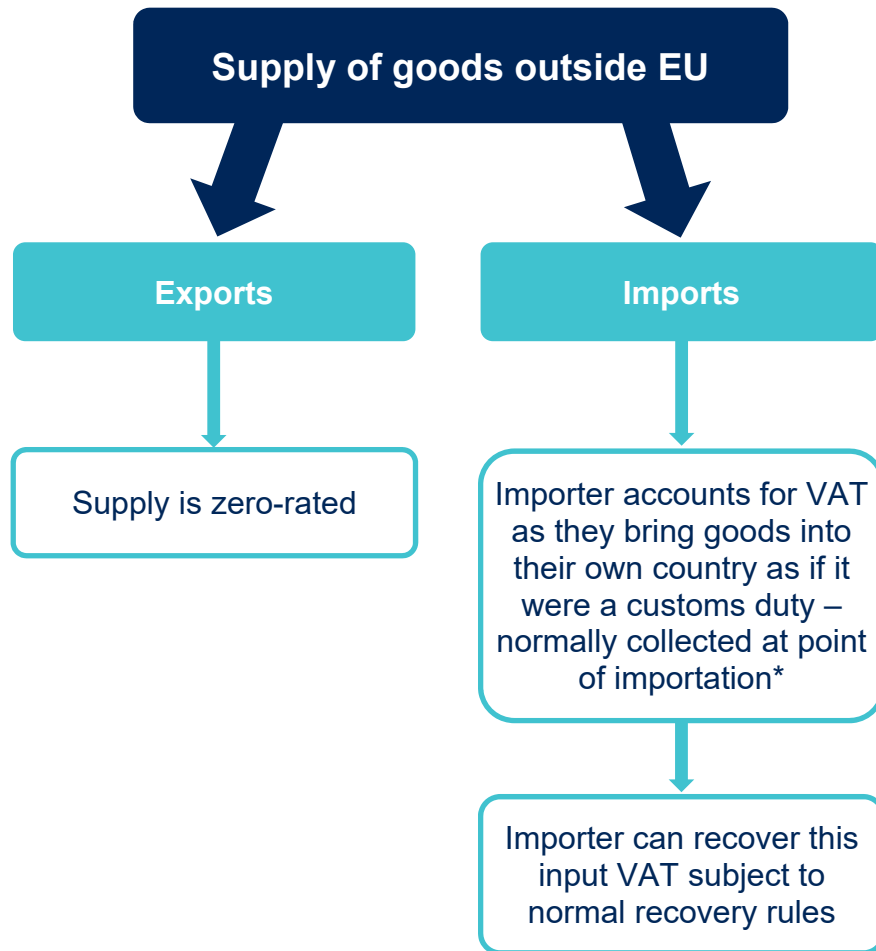 Supply of goods outside EU
Exports
Imports
Supply is zero-rated
Importer accounts for VAT
as they bring goods into
their own country as if it
were a customs duty –
normally collected at point
of importation*
Importer can recover this
input VAT subject to
normal recovery rules